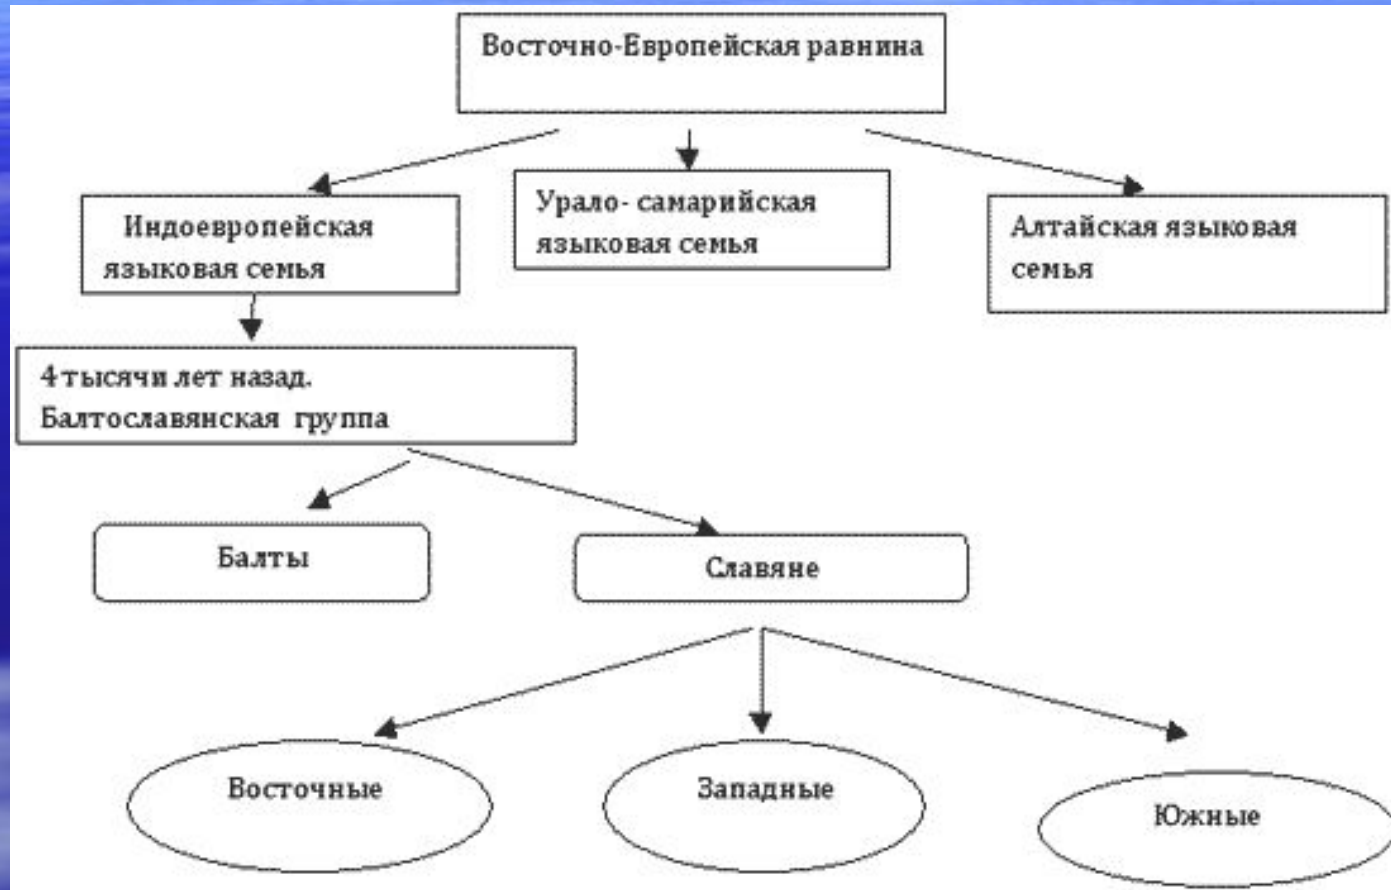 Восточно-Европейская равнина
Индоевропейская
языковая семья
Урало- самарийская
языковая семья
Алтайская языковая
семья
4 тысячи лет назад.
Балтославянская группа
Балты
Славяне
Восточные
Западные
Южные